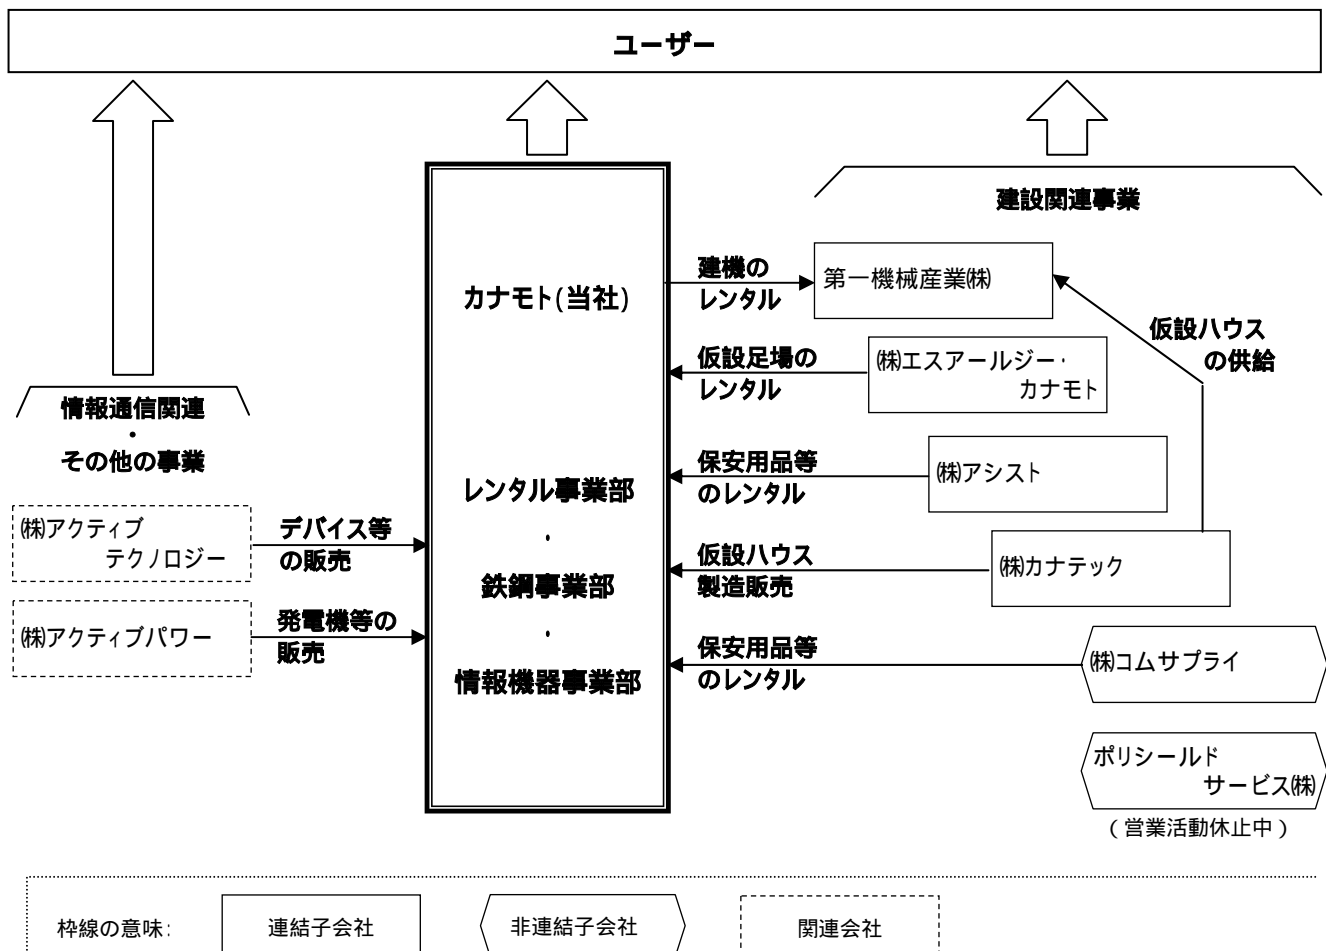 ユーザー
建設関連事業
カナモト(当社)
レンタル事業部
・
鉄鋼事業部
・
情報機器事業部
建機の
レンタル
第一機械産業㈱
仮設ハウス
の供給
仮設足場の
レンタル
㈱エスアールジー・
カナモト
情報通信関連
・
その他の事業
保安用品等
のレンタル
㈱アシスト
㈱アクティブ
テクノロジー
デバイス等
の販売
仮設ハウス
製造販売
㈱カナテック
㈱アクティブパワー
発電機等の
販売
保安用品等
のレンタル
㈱コムサプライ
ポリシールド
サービス㈱
(営業活動休止中)
枠線の意味:
連結子会社
非連結子会社
関連会社